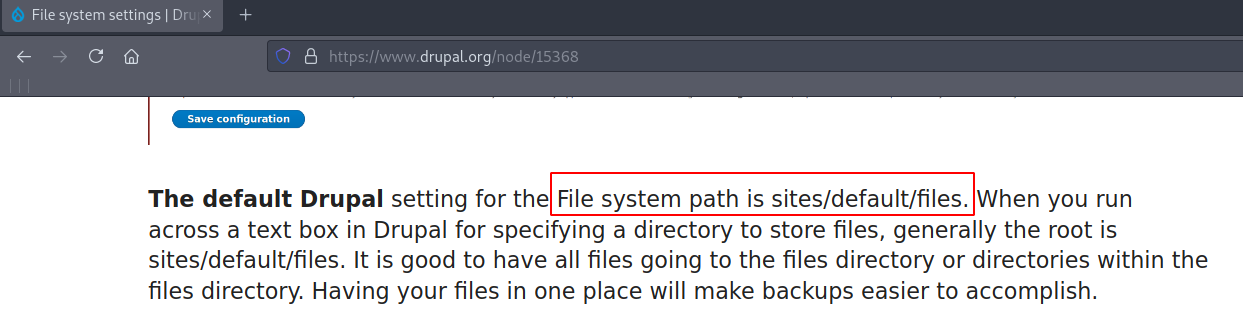 File system settings | Dru
https://www.drupal.org/node/15368
Save configuration
The default Drupal setting for the File system path is sites/default/files. When you run
across a text box in Drupal for specifying a directory to store files, generally the root is
sites/default/files. It is good to have all files going to the files directory or directories within the
files directory. Having your files in one place will make backups easier to accomplish.